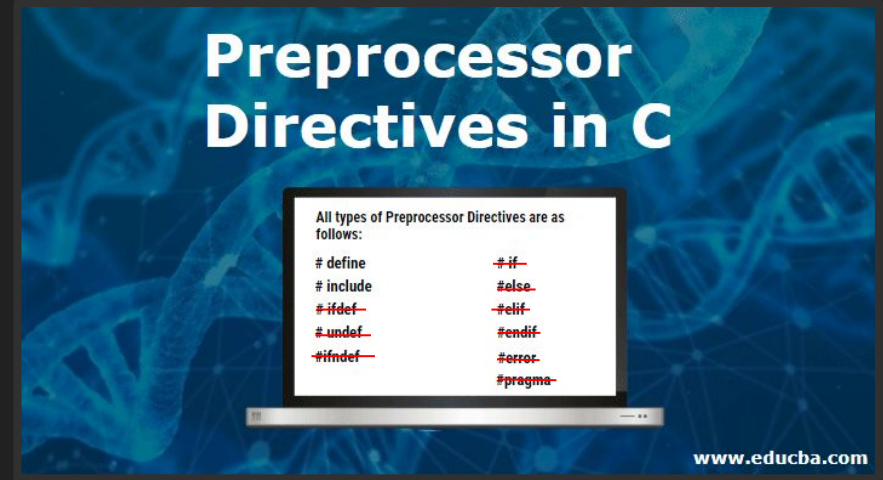 Preprocessor
Directives in C
All types of Preprocessor Directives are as
follows:
# define
# include
# ifdef
# undef
#ifndef
# if
#else
#elif
#endif
#error
#pragma
www.educba.com